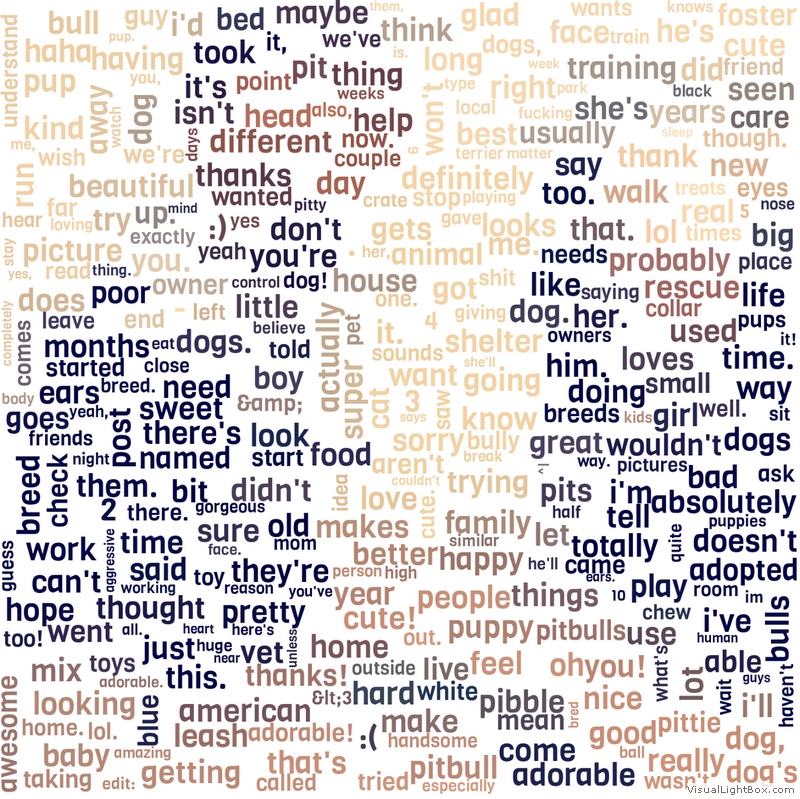 them,
bull guy i'd bed maybe glad wants knows foster
pup. we've think face train he's
understand haha having took it, is. dogs, cute
it's point pit thing long week training did friend
pup you, weeks type right park black seen
away dog isn't head also, help won't local fucking she's years care
kind watch
me, wish we're days different now. 6 best usually sleep though.
couple terrier matter thank
run beautiful thanks day definitely say new
wanted pitty crate stop playing too. walk treats eyes
far mind nose
hear loving try up. :) yes don't gave looks real 5
exactly gets that. lol times big
stay picture you. yeah you're her, animal me. needs probably place
yes, read thing.
owner control dog! house got shit like saying rescue life
does poor one.
- left little giving dog. her. collar
completely leave end believe actually pet it. 4 shelter owners used pups
comes months eat dogs. told sounds it!
started close she'll him. loves time.
body ears breed. need boy super want going doing small way
goes yeah, sweet &amp; cat 3 saw breeds kids girl well. sit
says know
friends post there's look sorry bully great wouldn't dogs
night named start food break ^| way. pictures
breed check them. bit didn't aren't couldn't trying pits i'm bad ask
2 there. gorgeous idea love cute. half tell absolutely
sure old makes family puppies
guess work aggressive time face. mom similar let totally quite doesn't
better happy he'll came
can't said toy they're person high ears. adopted
working reason you've year people things 10 play room im
hope thought pretty cute! chew i've bulls
too! went all. heart here's unless out. puppy pitbulls use human
just huge near vet home
mix toys this. thanks! outside live feel oh you! what's able
adorable. guys
awesome looking &lt;3 hard white pibble nice lot wait i'll haven't
blue american mean bred
home. lol. leash adorable! :( make good pittie
handsome come ball dog,
baby amazing that's pitbull really
taking edit: getting called tried especially adorable wasn't dog's
VisualLightBox.com